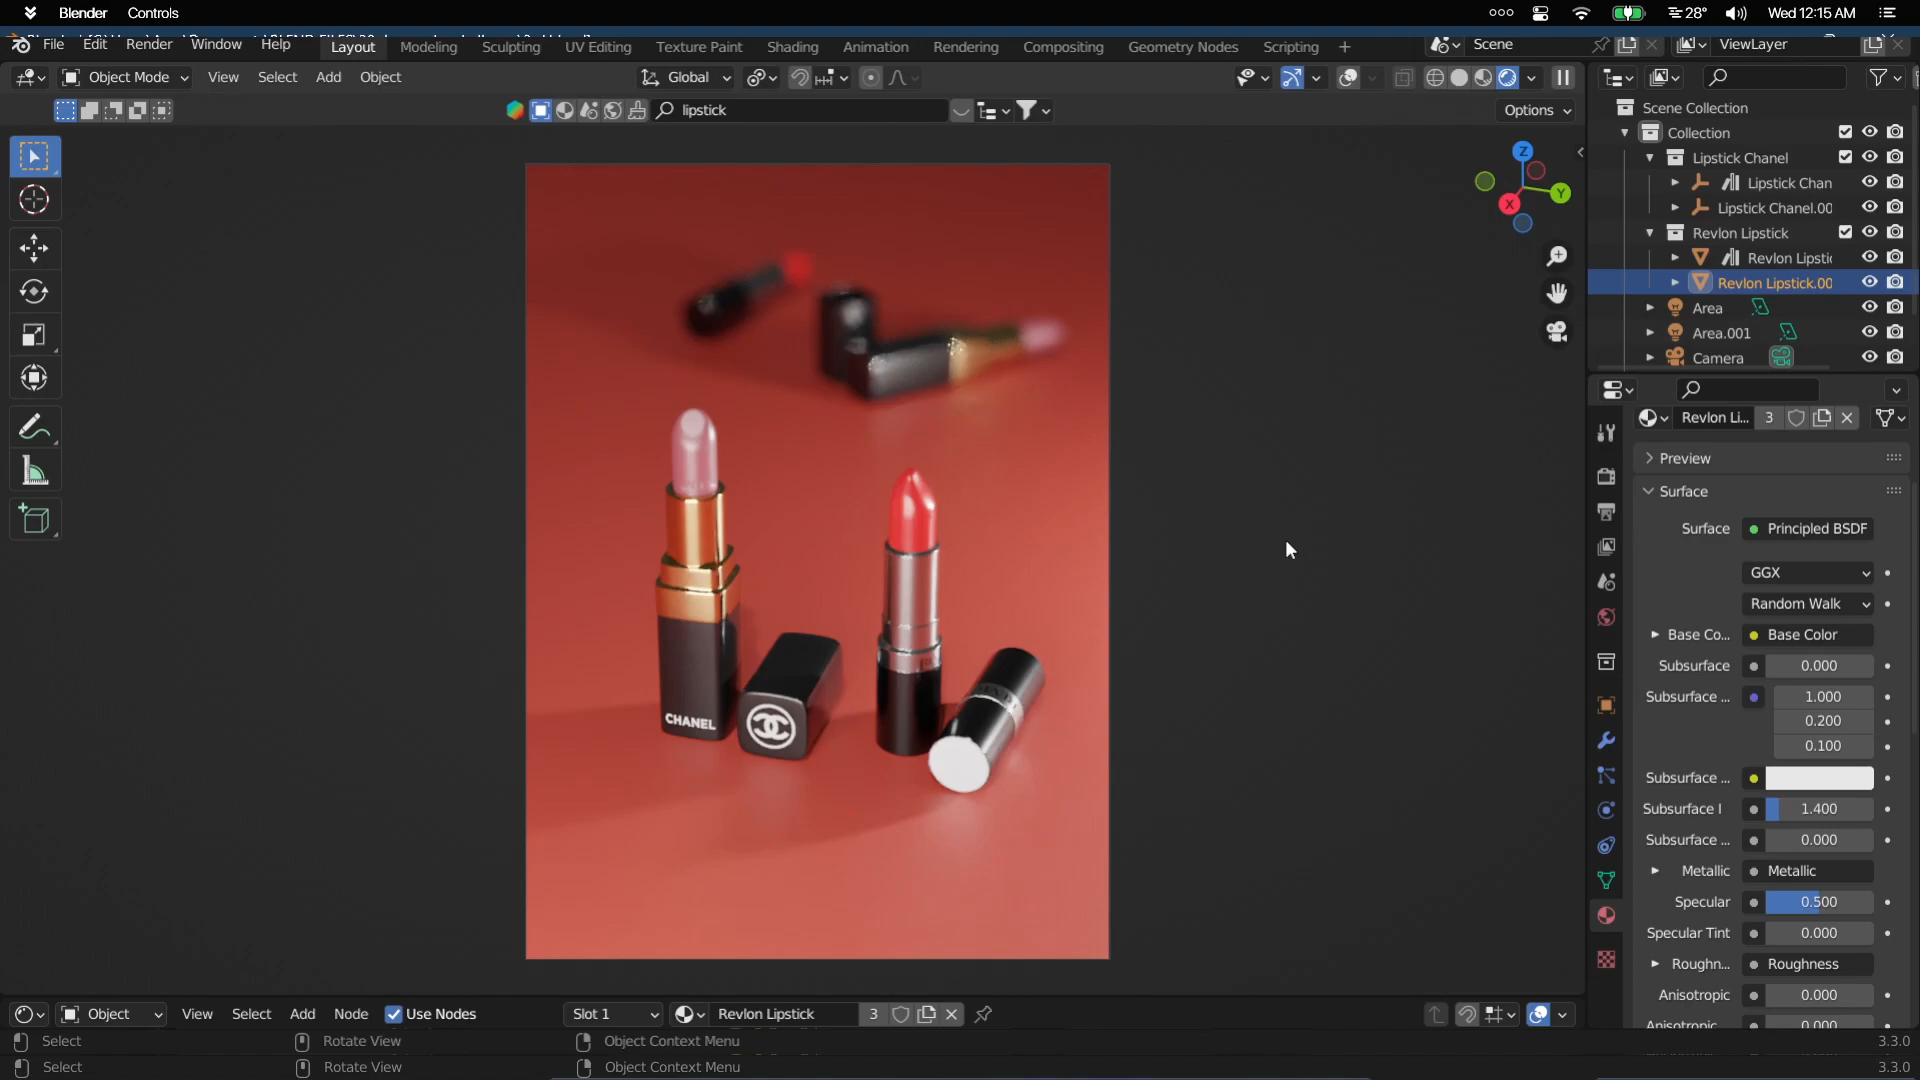 Blender Controls 28° Wed 12:15 AM
File Edit Render Window Help Layout Modeling Sculpting UV Editing Texture Paint Shading Animation Rendering Compositing Geometry Nodes Scripting + Scene ViewLayer
Object Mode View Select Add Object Global
lipstick Options
Scene Collection
Collection
Lipstick Chanel
Lipstick Chan
Lipstick Chanel.00
Revlon Lipstick
Revlon Lipstic
Revlon Lipstick.00
Area
Area.001
Camera
Z
Y
X
Revlon Li... 3
Preview
Surface
Surface Principled BSDF
GGX
Random Walk
Base Co... Base Color
Subsurface 0.000
Subsurface ... 1.000
0.200
0.100
Subsurface ...
Subsurface I 1.400
Subsurface ... 0.000
Metallic Metallic
Specular 0.500
Specular Tint 0.000
Roughn... Roughness
Anisotropic 0.000
CHANEL
Object View Select Add Node Use Nodes Slot 1 Revlon Lipstick 3
Select Rotate View Object Context Menu 3.3.0
Select Rotate View Object Context Menu 3.3.0